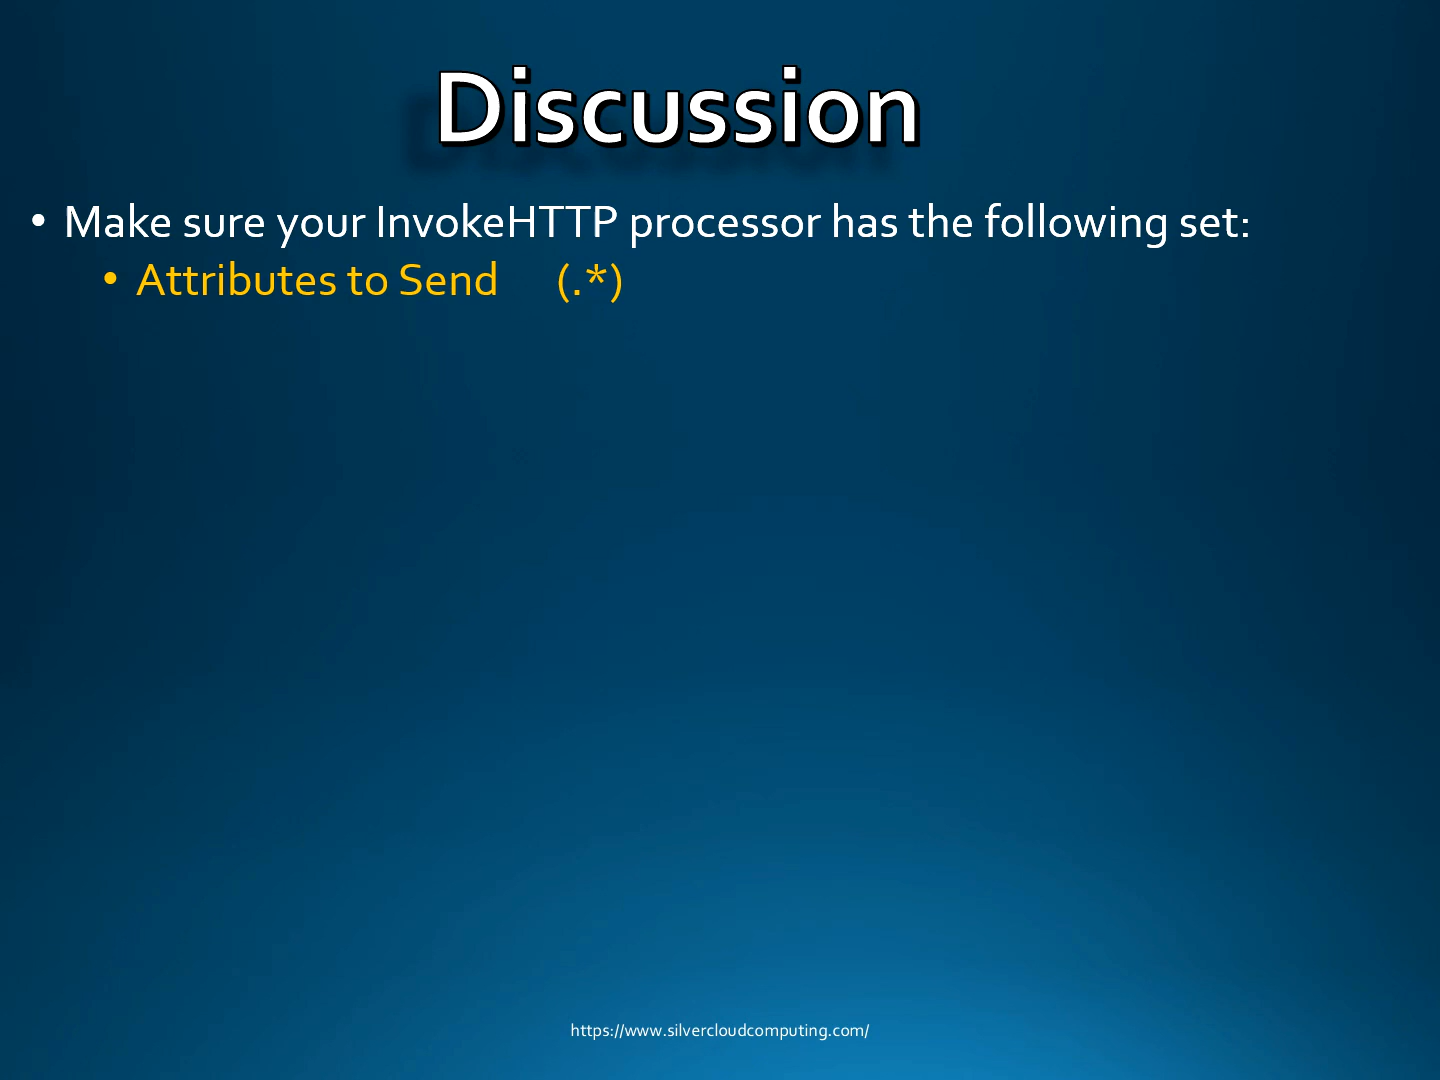 Discussion
• Make sure your InvokeHTTP processor has the following set:
• Attributes to Send (.*)
https://www.silvercloudcomputing.com/